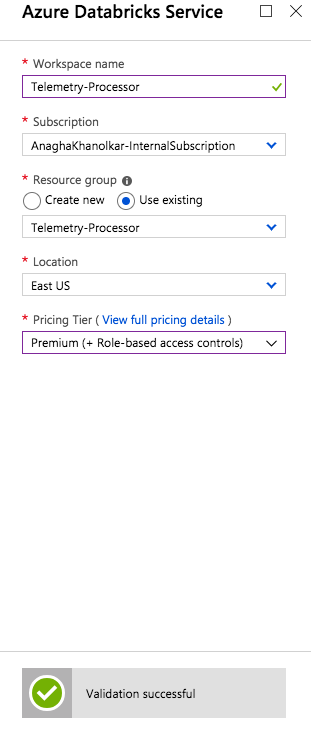 Azure Databricks Service
* Workspace name
Telemetry-Processor
* Subscription
AnaghaKhanolkar-InternalSubscription
* Resource group
Create new Use existing
Telemetry-Processor
* Location
East US
* Pricing Tier ( View full pricing details )
Premium (+ Role-based access controls)
Validation successful